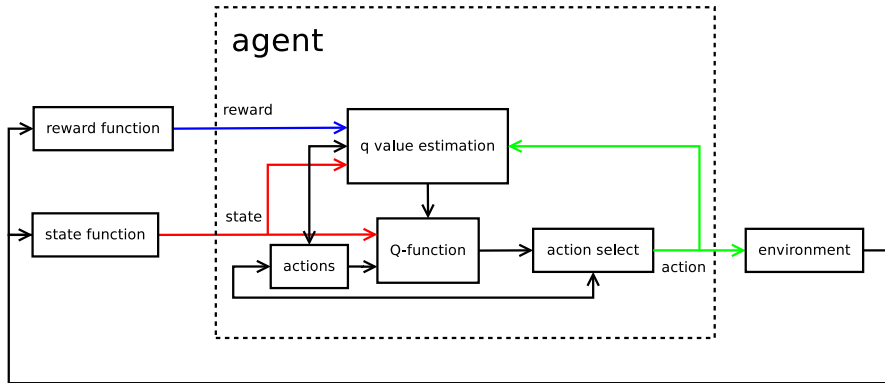 agent
reward function
reward
q value estimation
state function
state
Q-function
action select
environment
actions
action